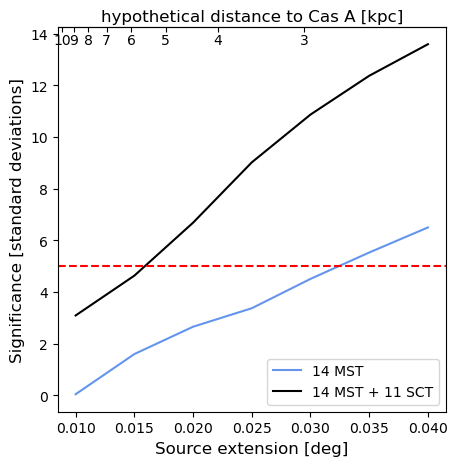 hypothetical distance to Cas A [kpc]
10 9 8 7 6 5 4 3
14
12
10
8
6
4
2
0
Significance [standard deviations]
14 MST
14 MST + 11 SCT
0.010 0.015 0.020 0.025 0.030 0.035 0.040
Source extension [deg]